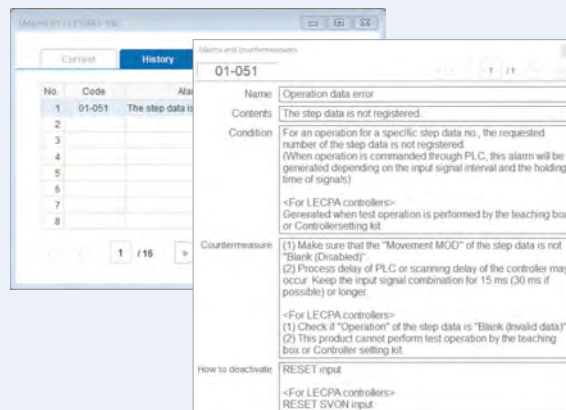 Current
History
No.
Code
1
01-051
The step data is
2
3
4
5
6
7
8
1 / 16
»
Alarms and countermeasures
01-051
1 / 1
Name
Operation data error
Contents
The step data is not registered.
Condition
For an operation for a specific step data no., the requested
number of the step data is not registered
(When operation is commanded through PLC, this alarm will be
generated depending on the input signal interval and the holding
time of signals)
<For LECPA controllers>
Generated when test operation is performed by the teaching box
or Controllersetting kit
Countermeasure
(1) Make sure that the "Movement MOD" of the step data is not
"Blank (Disabled)".
(2) Process delay of PLC or scanning delay of the controller may
occur. Keep the input signal combination for 15 ms (30 ms if
possible) or longer.
<For LECPA controllers>
(1) Check if "Operation" of the step data is "Blank (Invalid data)"
(2) This product cannot perform test operation by the teaching
box or Controller setting kit
How to deactivate
RESET input
<For LECPA controllers>
RESET SVON input